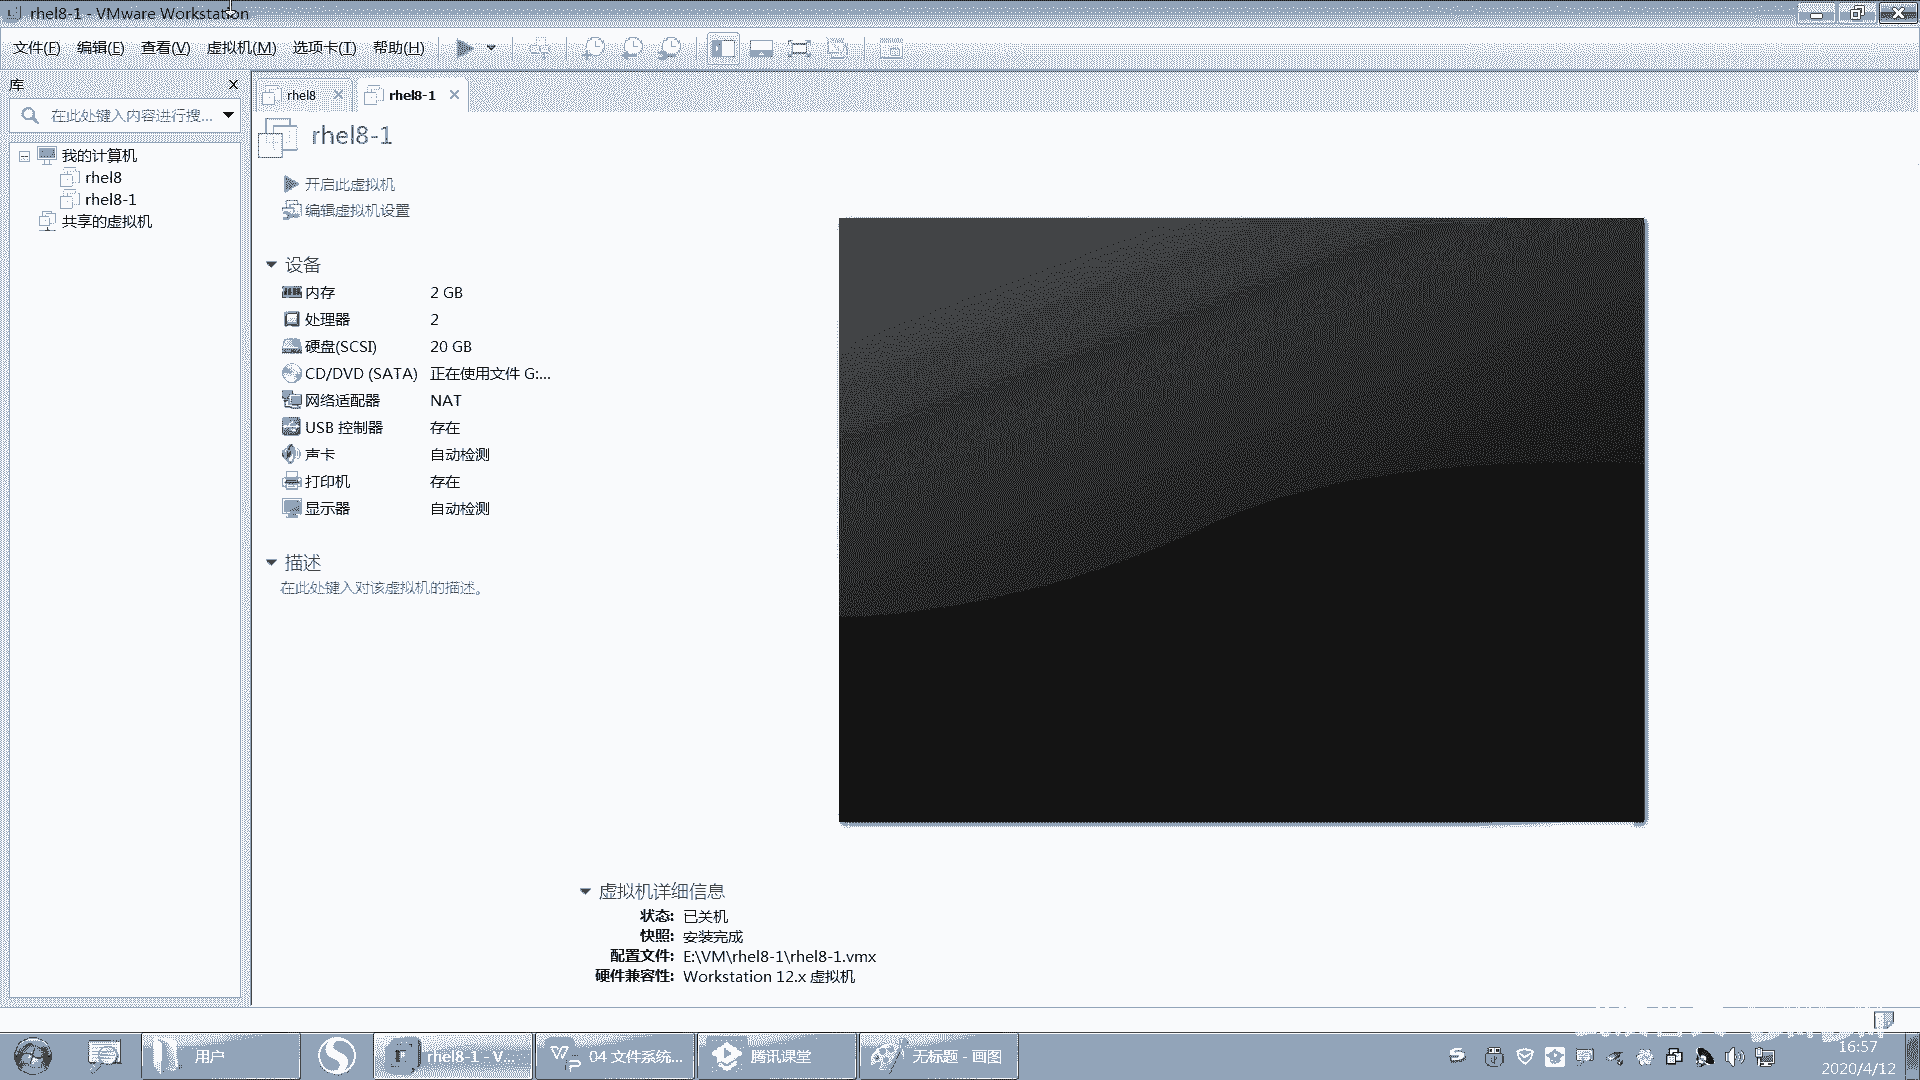 rhel8-1 - VMware Workstation
文件(F) 编辑(E) 查看(V) 虚拟机(M) 选项卡(T) 帮助(H)
库
在此处键入内容进行搜...
我的计算机
rhel8
rhel8-1
共享的虚拟机
rhel8
rhel8-1
rhel8-1
开启此虚拟机
编辑虚拟机设置
设备
内存 2 GB
处理器 2
硬盘(SCSI) 20 GB
CD/DVD (SATA) 正在使用文件 G:...
网络适配器 NAT
USB 控制器 存在
声卡 自动检测
打印机 存在
显示器 自动检测
描述
在此处键入对该虚拟机的描述。
虚拟机详细信息
状态: 已关机
快照: 安装完成
配置文件: E:\VM\rhel8-1\rhel8-1.vmx
硬件兼容性: Workstation 12.x 虚拟机
用户
rhel8-1 - V...
04 文件系统...
腾讯课堂
无标题 - 画图
16:57
2020/4/12